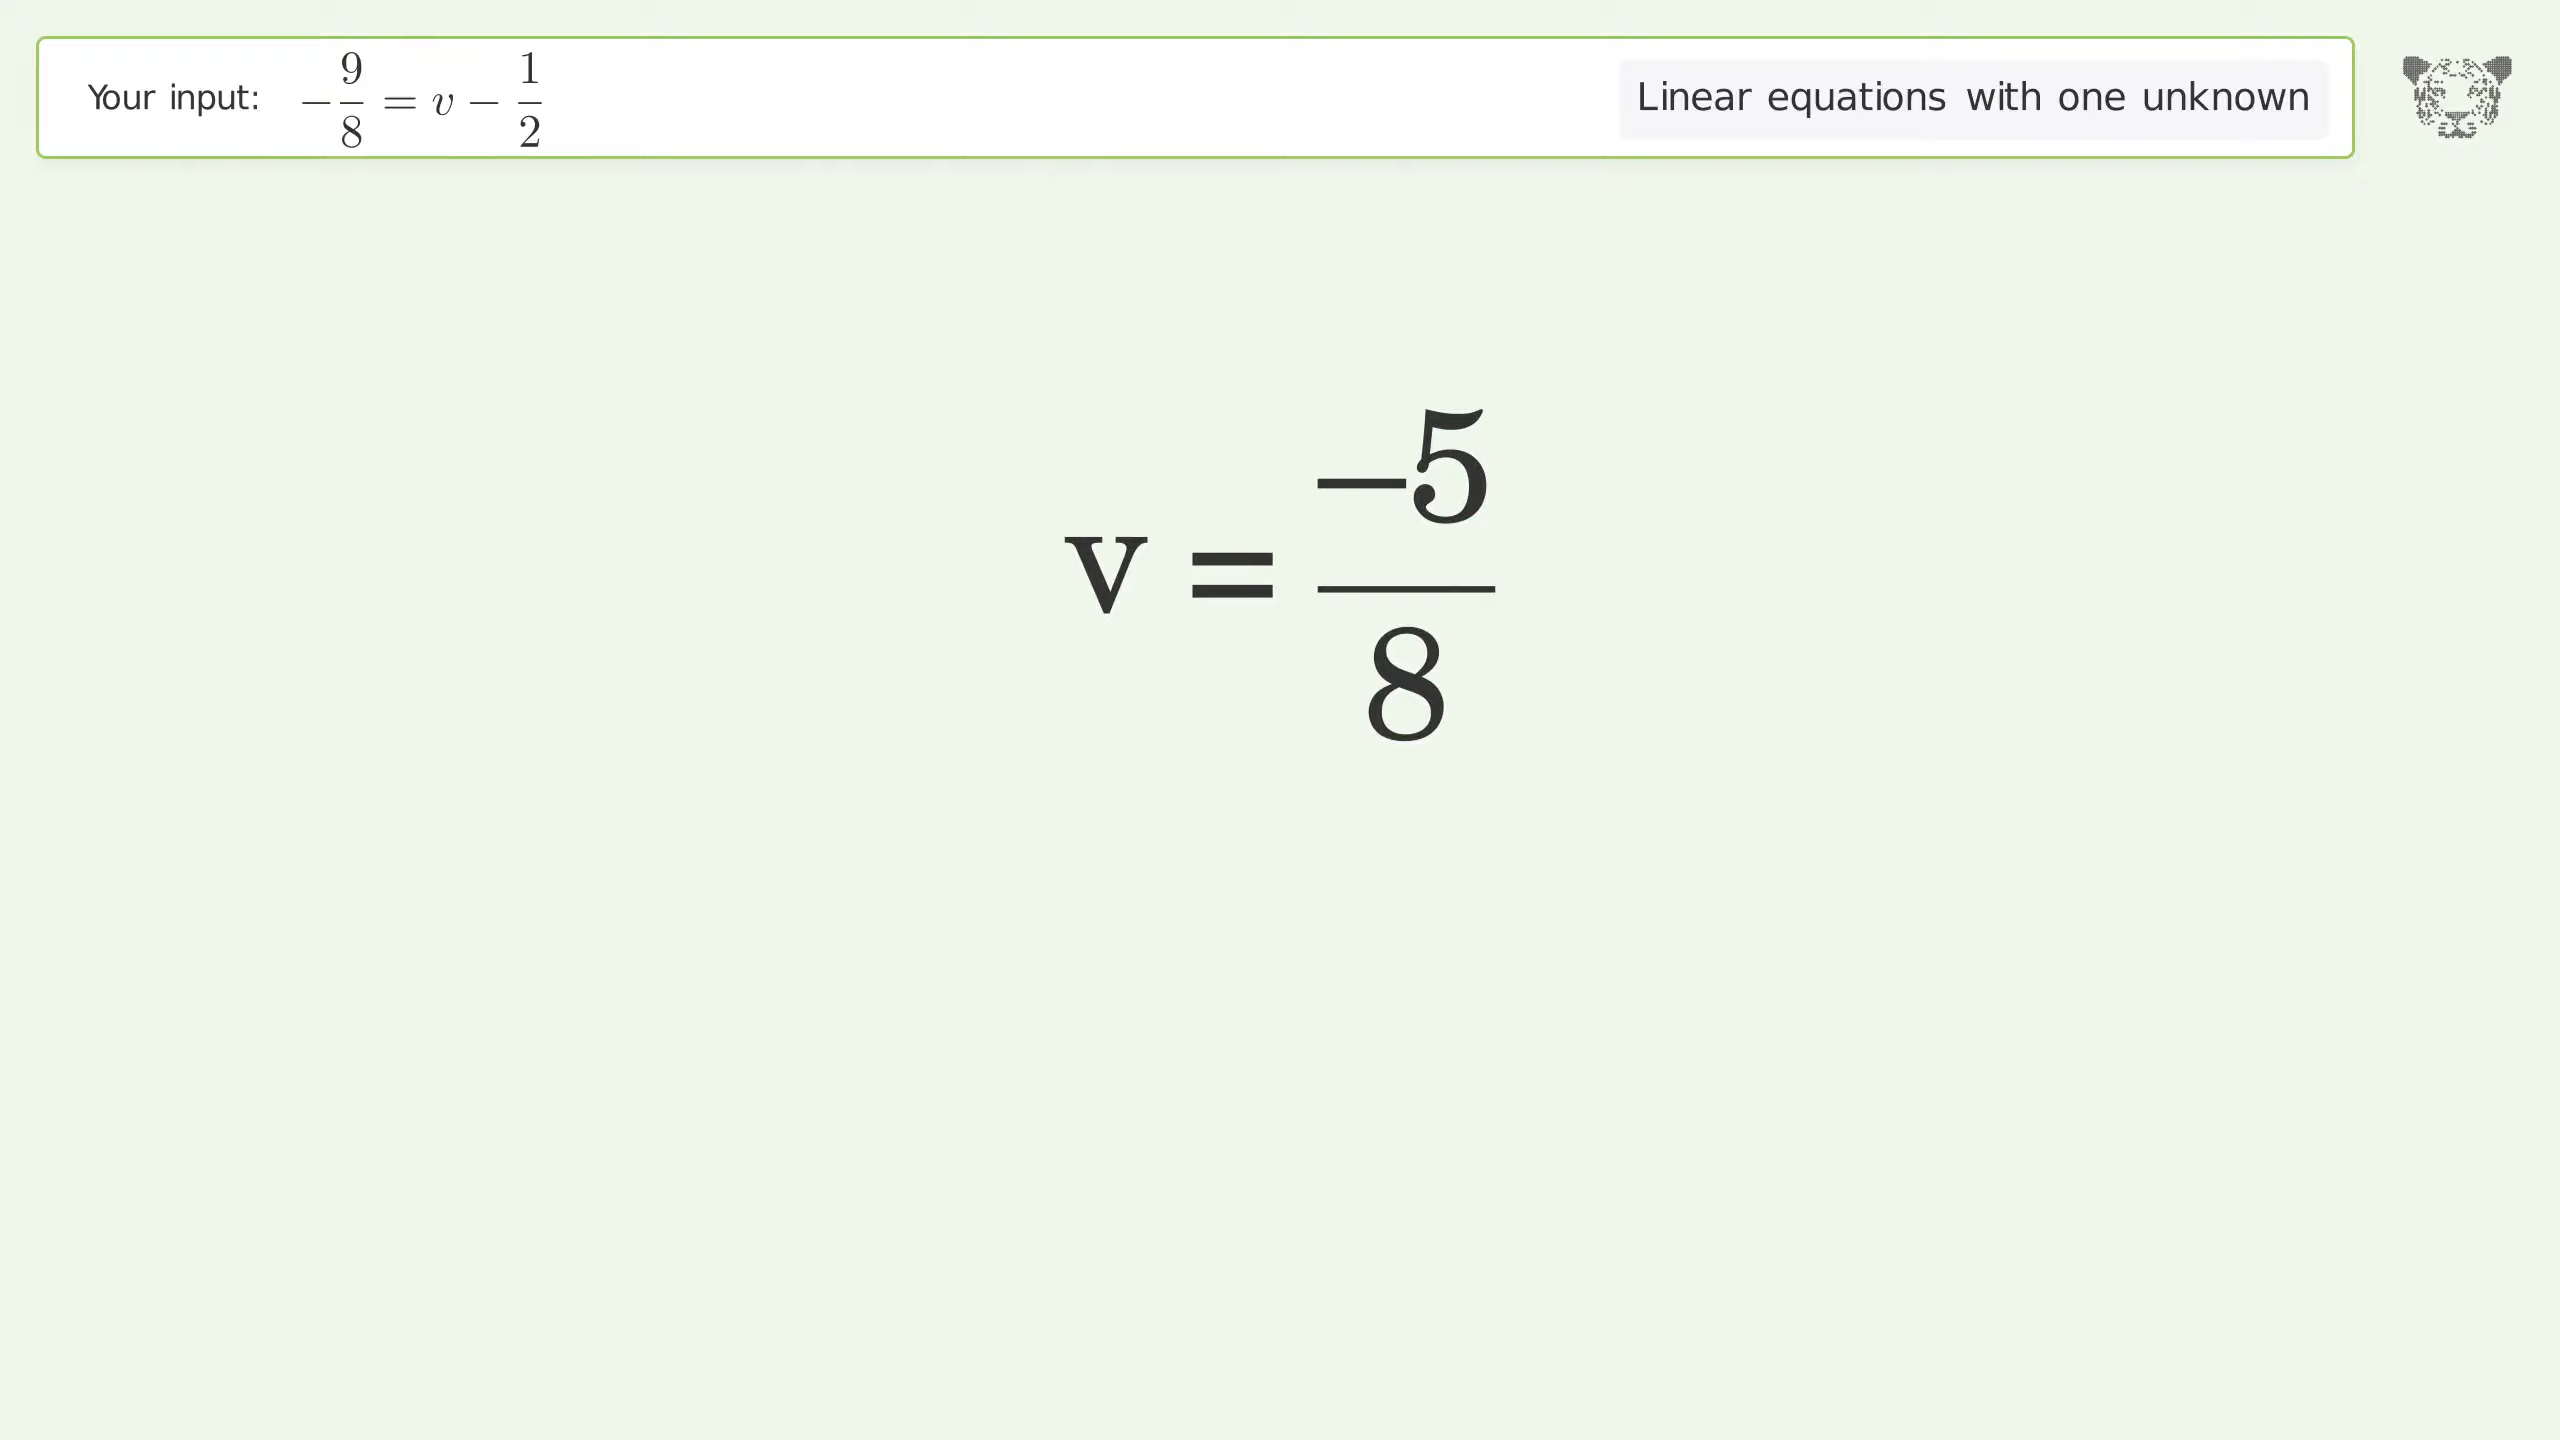 Your input: −9/8 = v − 1/2
Linear equations with one unknown
v = −5/8